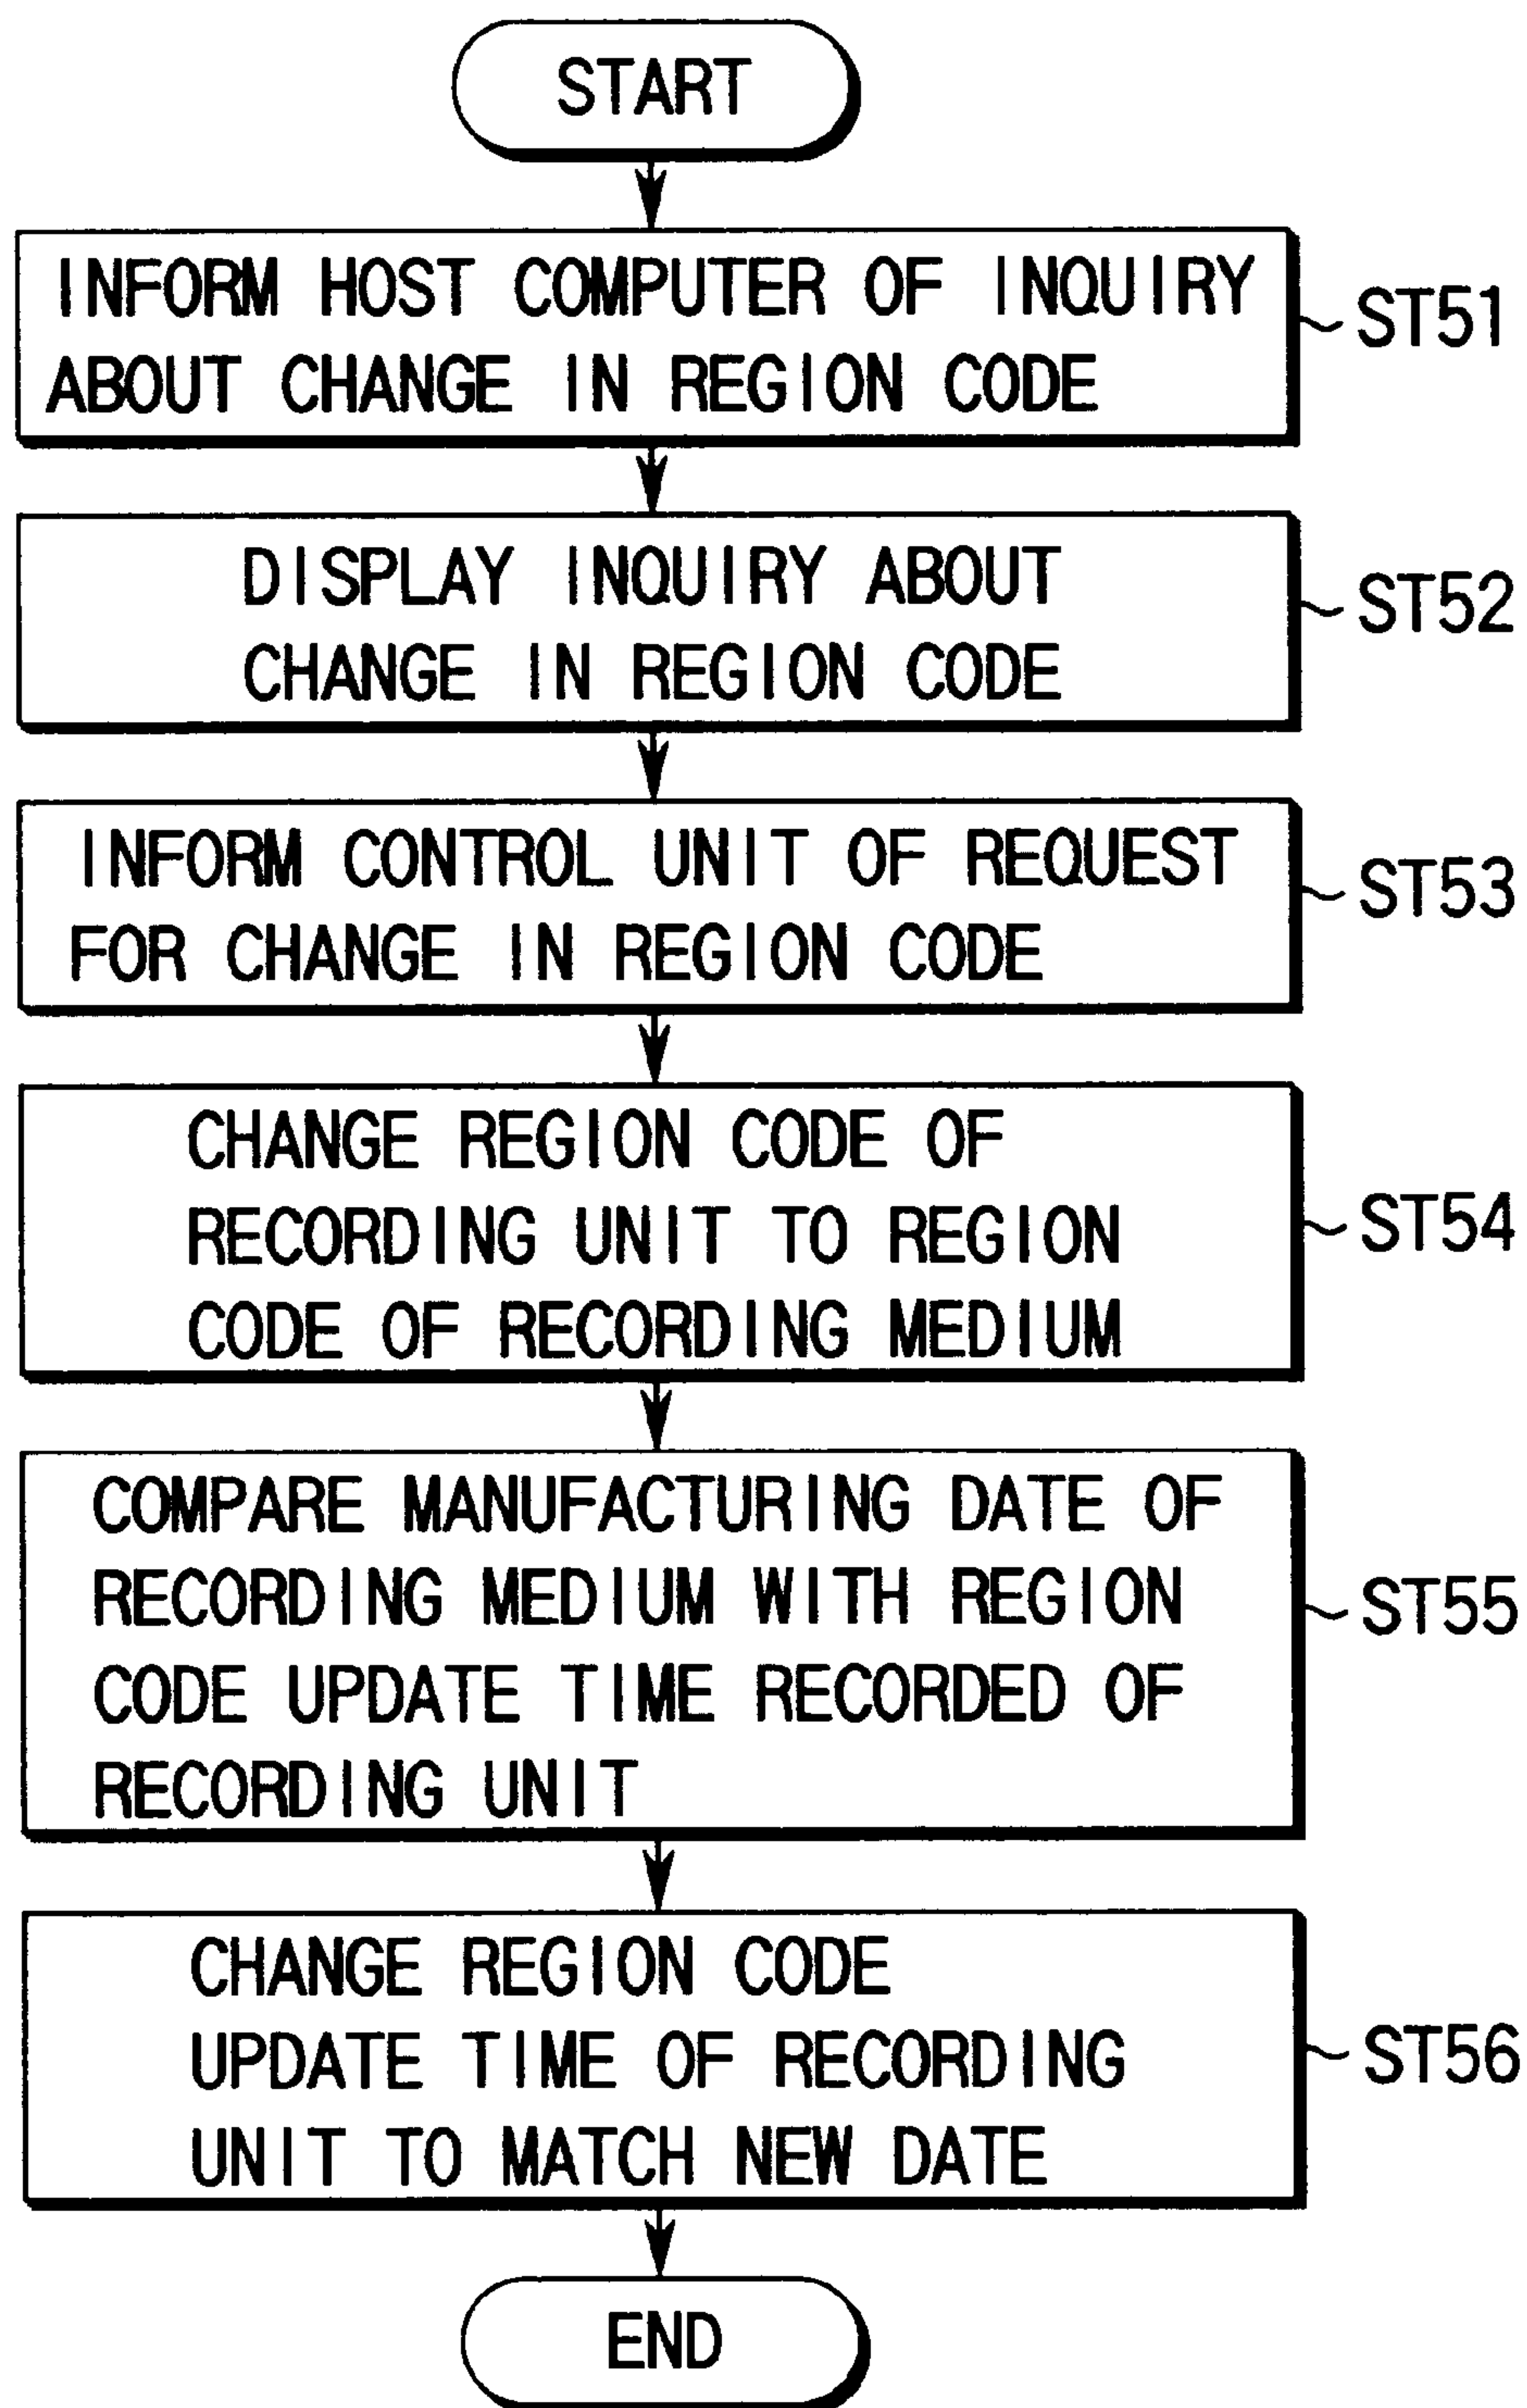 START
INFORM HOST COMPUTER OF INQUIRY
ABOUT CHANGE IN REGION CODE
ST51
DISPLAY INQUIRY ABOUT
CHANGE IN REGION CODE
ST52
INFORM CONTROL UNIT OF REQUEST
FOR CHANGE IN REGION CODE
ST53
CHANGE REGION CODE OF
RECORDING UNIT TO REGION
CODE OF RECORDING MEDIUM
ST54
COMPARE MANUFACTURING DATE OF
RECORDING MEDIUM WITH REGION
CODE UPDATE TIME RECORDED OF
RECORDING UNIT
ST55
CHANGE REGION CODE
UPDATE TIME OF RECORDING
UNIT TO MATCH NEW DATE
ST56
END